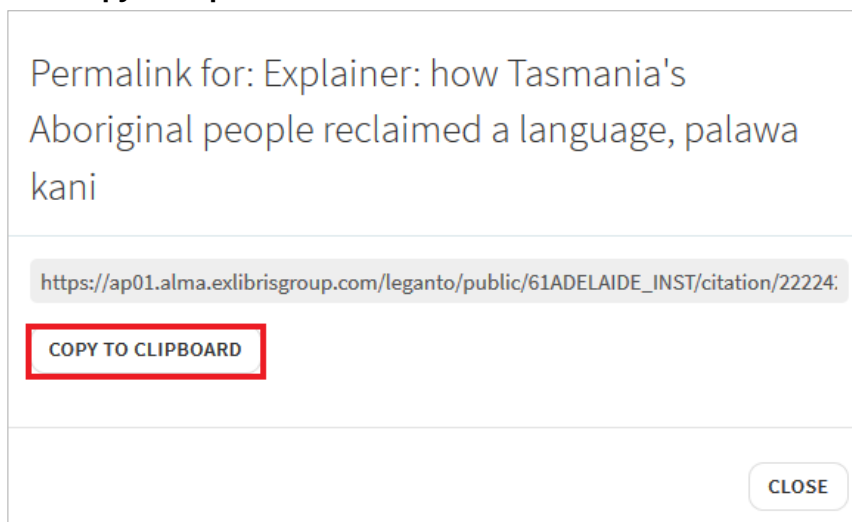 Permalink for: Explainer: how Tasmania's
Aboriginal people reclaimed a language, palawa
kani
https://ap01.alma.exlibrisgroup.com/leganto/public/61ADELAIDE_INST/citation/22224
COPY TO CLIPBOARD
CLOSE